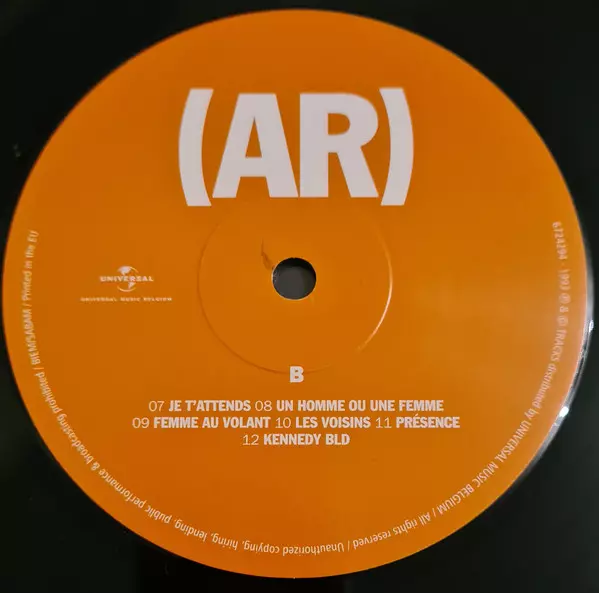 (AR)
UNIVERSAL
UNIVERSAL MUSIC BELGIUM
B
07 JE T'ATTENDS 08 UN HOMME OU UNE FEMME
09 FEMME AU VOLANT 10 LES VOISINS 11 PRÉSENCE
12 KENNEDY BLD
6724294 - 1993 ℗ & © TRACKS distributed by UNIVERSAL MUSIC BELGIUM / All rights reserved / Unauthorized copying, hiring, lending, public performance & broadcasting prohibited / BIEM/SABAM / Printed in the EU